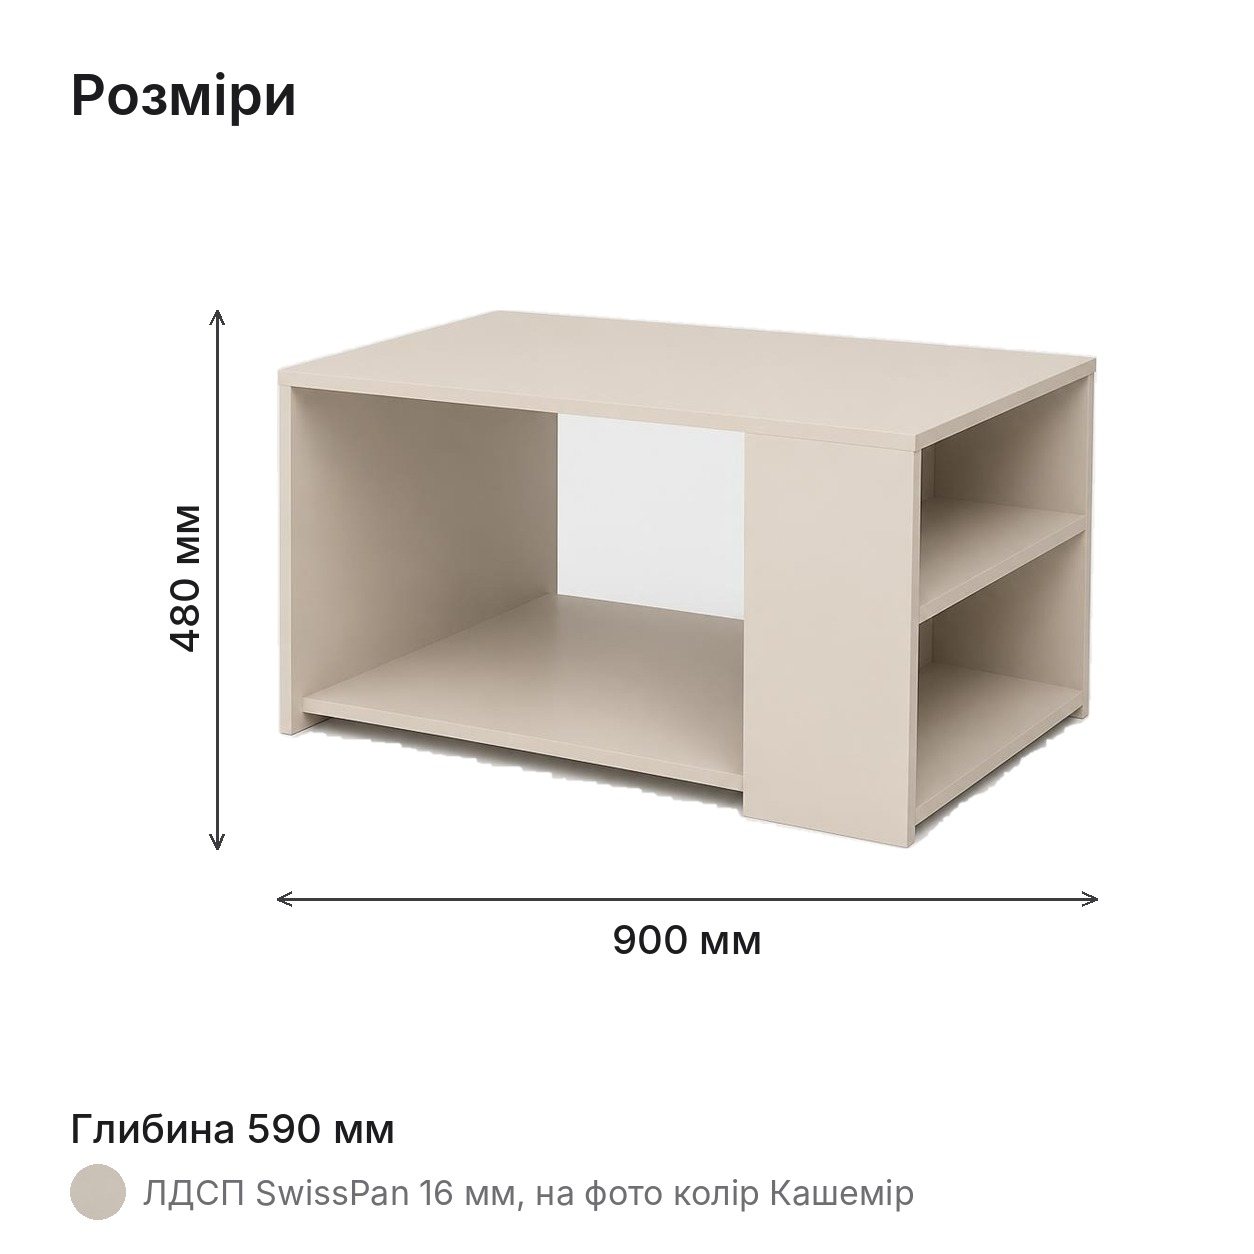 Розміри
480 мм
900 мм
Глибина 590 мм
ЛДСП SwissPan 16 мм, на фото колір Кашемір